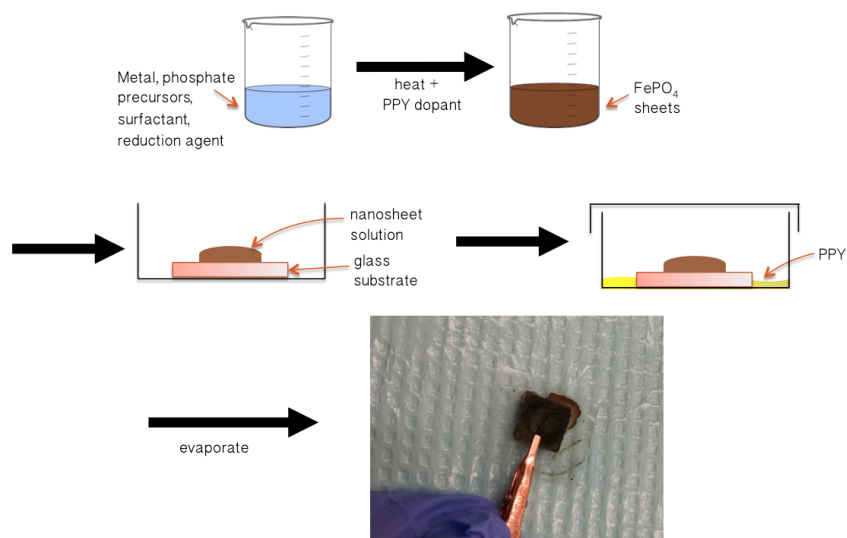 Metal, phosphate
precursors,
surfactant,
reduction agent
heat +
PPY dopant
FePO₄
sheets
nanosheet
solution
glass
substrate
PPY
evaporate